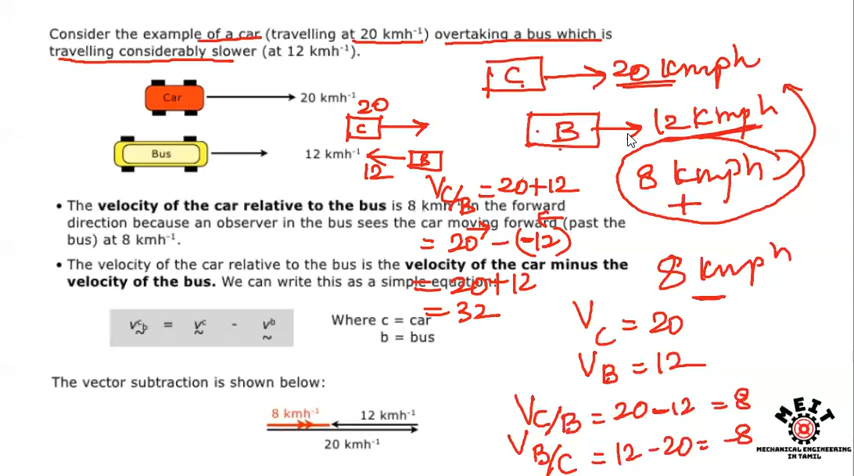 Consider the example of a car (travelling at 20 kmh⁻¹) overtaking a bus which is
travelling considerably slower (at 12 kmh⁻¹).
Car
20 kmh⁻¹
Bus
12 kmh⁻¹
20
C
12
B
C 20 Kmph
B 12 Kmph
8 Kmph
+
V C/B = 20+12
= 20 - (-12)
= 20+12
= 32
• The velocity of the car relative to the bus is 8 kmh⁻¹ in the forward
direction because an observer in the bus sees the car moving forward (past the
bus) at 8 kmh⁻¹.
• The velocity of the car relative to the bus is the velocity of the car minus the
velocity of the bus. We can write this as a simple equation:
8 kmph
vᶜb = vᶜ - vᵇ
Where c = car
b = bus
V C = 20
V B = 12
The vector subtraction is shown below:
8 kmh⁻¹
12 kmh⁻¹
20 kmh⁻¹
V C/B = 20-12 = 8
V B/C = 12-20 = -8
MEIT
MECHANICAL ENGINEERING
IN TAMIL